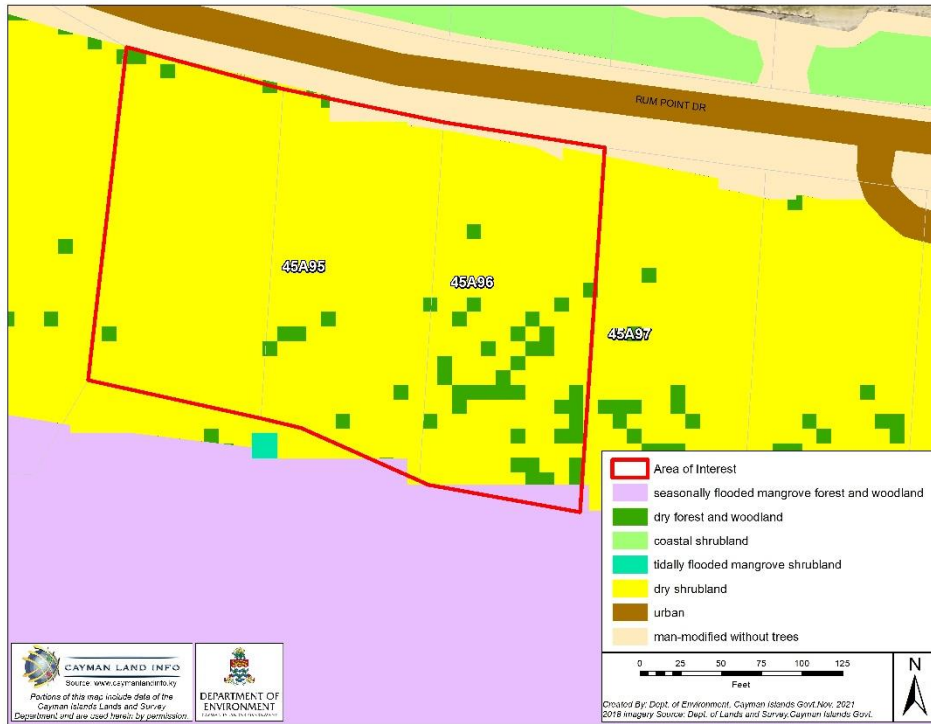 RUM POINT DR
45A95
45A96
45A97
Area of Interest
seasonally flooded mangrove forest and woodland
dry forest and woodland
coastal shrubland
tidally flooded mangrove shrubland
dry shrubland
urban
man-modified without trees
CAYMAN LAND INFO
Source: www.caymanlandinfo.ky
Portions of this map include data of the
Cayman Islands Lands and Survey
Department and are used herein by permission.
DEPARTMENT OF
ENVIRONMENT
0 25 50 75 100 125
Feet
N
Created By: Dept. of Environment, Cayman Islands Govt.Nov. 2021
2018 Imagery Source: Dept. of Lands and Survey.Cayman Islands Govt.